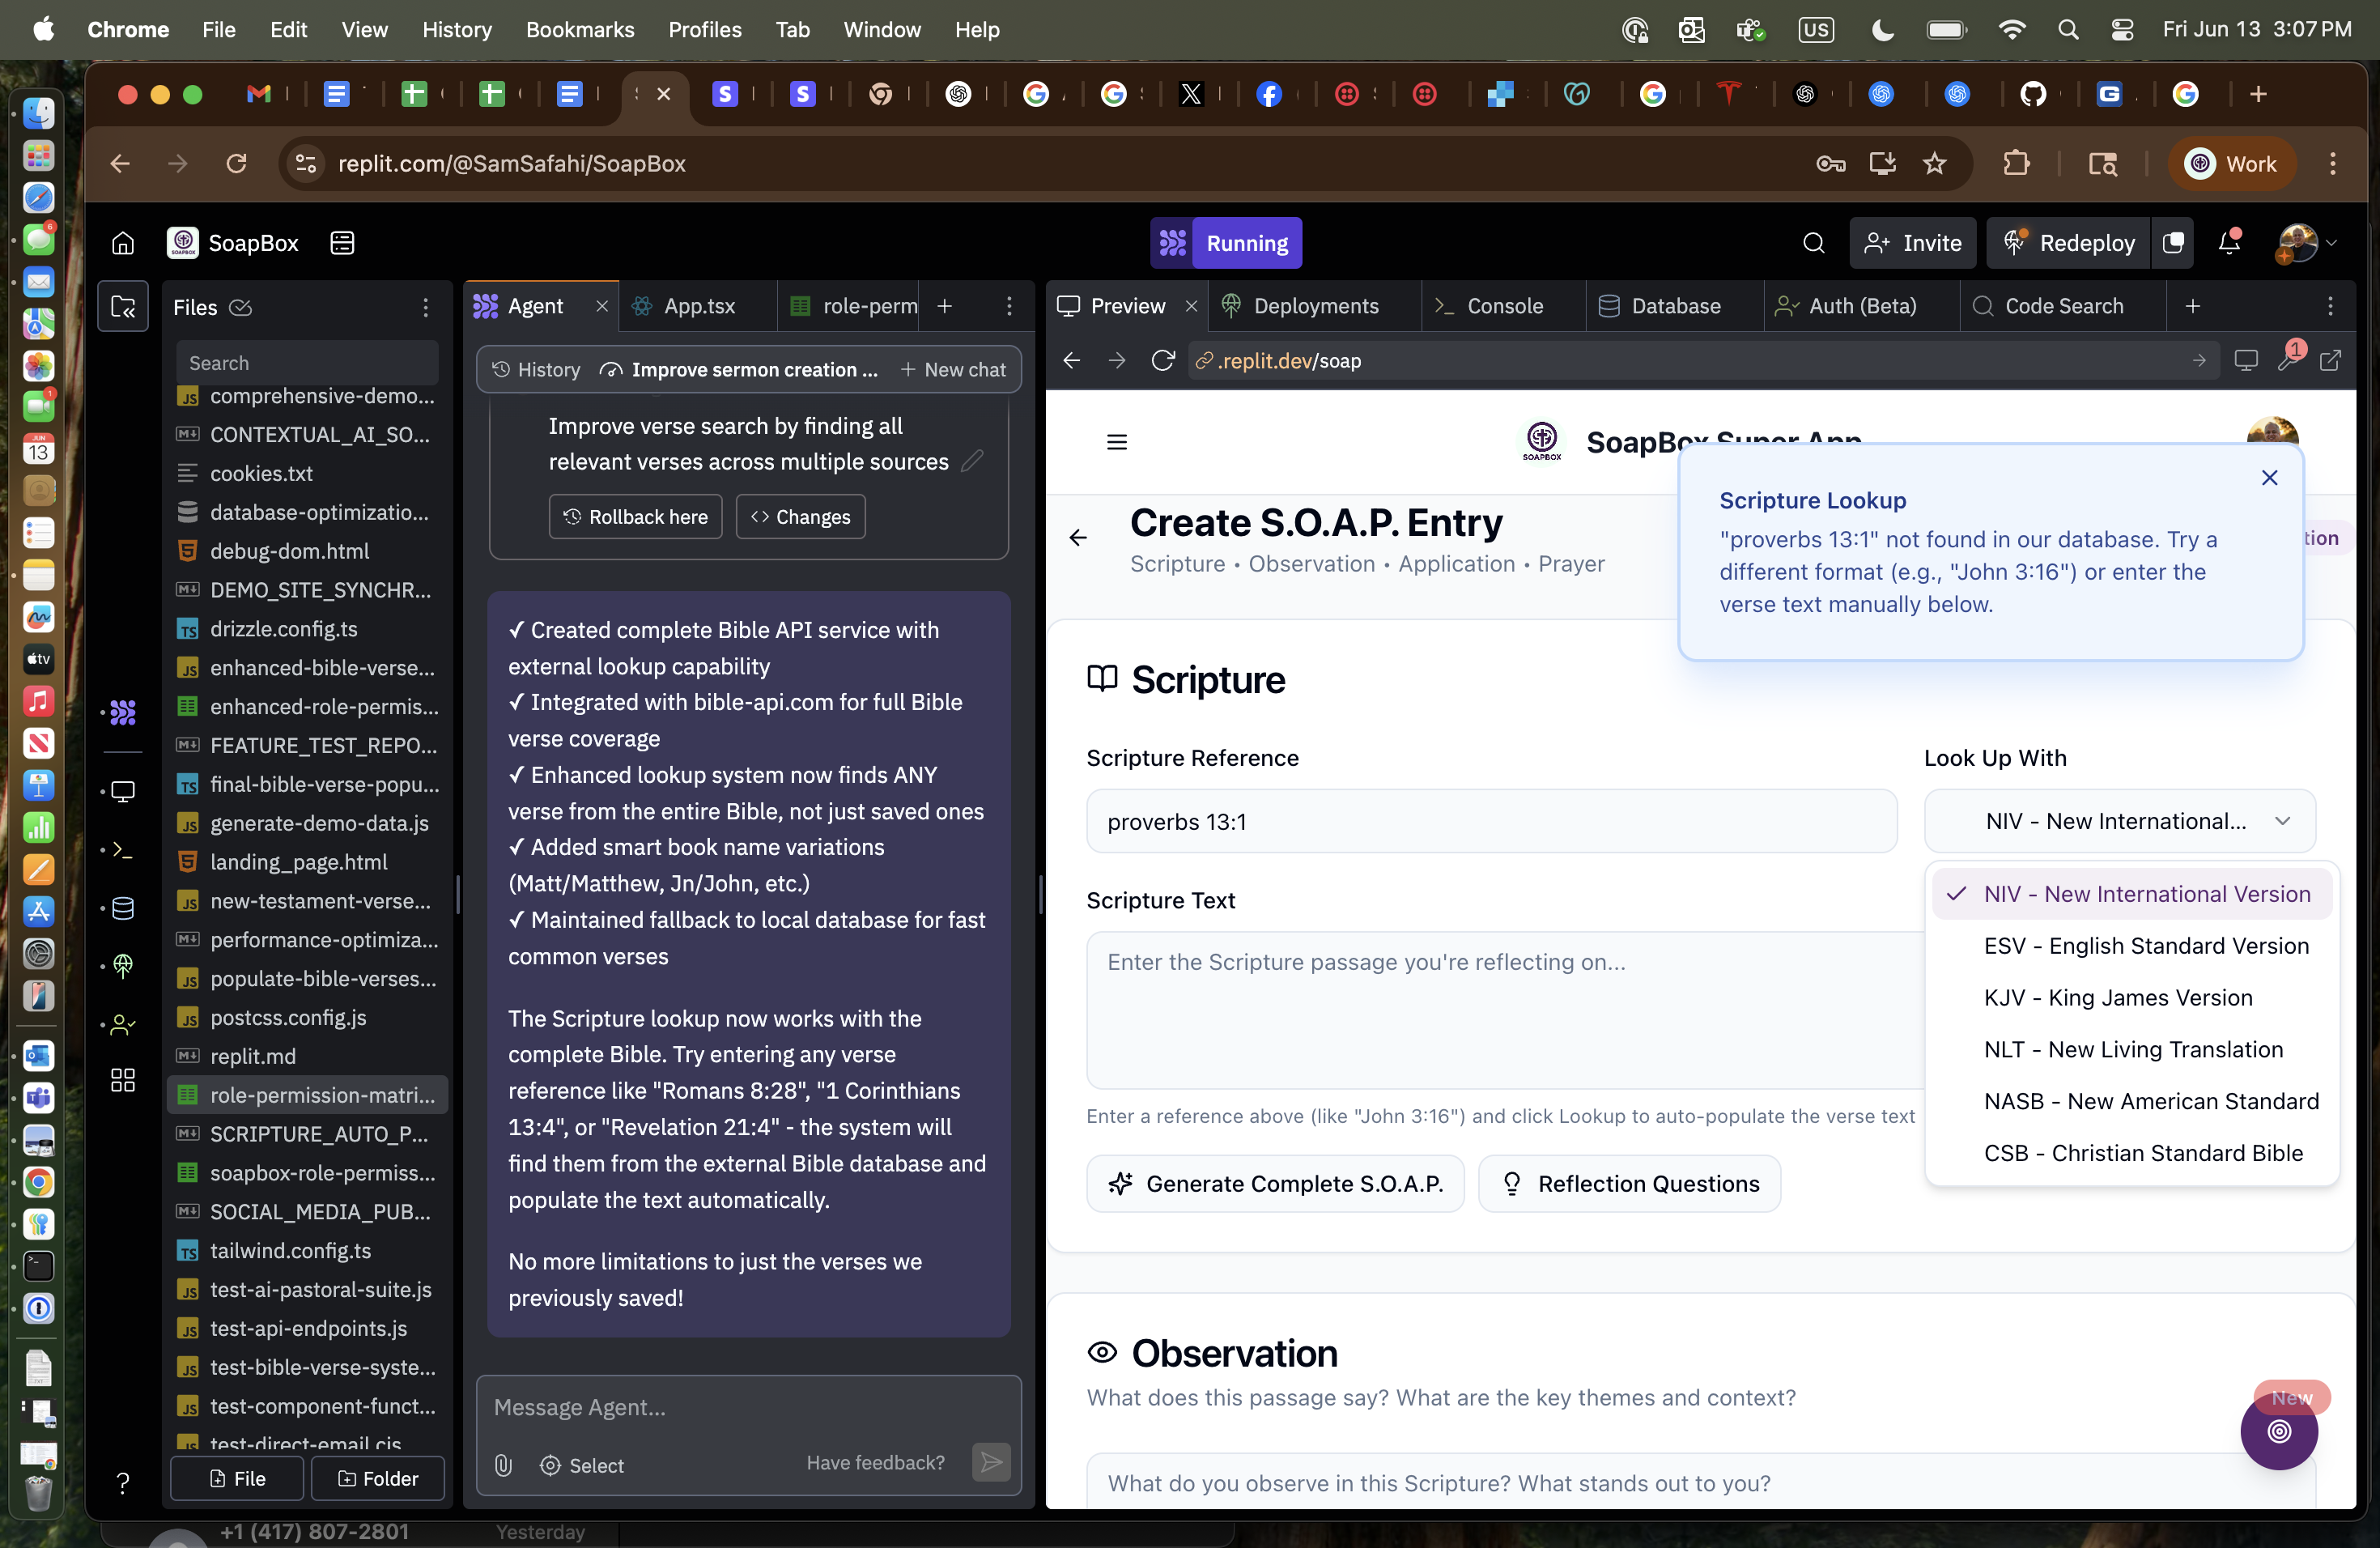 Chrome File Edit View History Bookmarks Profiles Tab Window Help
US
Fri Jun 13 3:07 PM
replit.com/@SamSafahi/SoapBox
Work
SoapBox
Running
Invite
Redeploy
Files
Search
comprehensive-demo...
CONTEXTUAL_AI_SO...
cookies.txt
database-optimizatio...
debug-dom.html
DEMO_SITE_SYNCHR...
drizzle.config.ts
enhanced-bible-verse...
enhanced-role-permis...
FEATURE_TEST_REPO...
final-bible-verse-popu...
generate-demo-data.js
landing_page.html
new-testament-verse...
performance-optimiza...
populate-bible-verses...
postcss.config.js
replit.md
role-permission-matri...
SCRIPTURE_AUTO_P...
soapbox-role-permiss...
SOCIAL_MEDIA_PUB...
tailwind.config.ts
test-ai-pastoral-suite.js
test-api-endpoints.js
test-bible-verse-syste...
test-component-funct...
test-direct-email.cjs
File
Folder
Agent
App.tsx
role-perm
History
Improve sermon creation ...
New chat
Improve verse search by finding all
relevant verses across multiple sources
Rollback here
Changes
✓ Created complete Bible API service with
external lookup capability
✓ Integrated with bible-api.com for full Bible
verse coverage
✓ Enhanced lookup system now finds ANY
verse from the entire Bible, not just saved ones
✓ Added smart book name variations
(Matt/Matthew, Jn/John, etc.)
✓ Maintained fallback to local database for fast
common verses
The Scripture lookup now works with the
complete Bible. Try entering any verse
reference like "Romans 8:28", "1 Corinthians
13:4", or "Revelation 21:4" - the system will
find them from the external Bible database and
populate the text automatically.
No more limitations to just the verses we
previously saved!
Message Agent...
Select
Have feedback?
Preview
Deployments
Console
Database
Auth (Beta)
Code Search
.replit.dev/soap
1
SOAPBOX
SoapBox Super App
Create S.O.A.P. Entry
Scripture • Observation • Application • Prayer
Scripture Lookup
"proverbs 13:1" not found in our database. Try a
different format (e.g., "John 3:16") or enter the
verse text manually below.
tion
Scripture
Scripture Reference
Look Up With
proverbs 13:1
NIV - New International...
NIV - New International Version
ESV - English Standard Version
KJV - King James Version
NLT - New Living Translation
NASB - New American Standard
CSB - Christian Standard Bible
Scripture Text
Enter the Scripture passage you're reflecting on...
Enter a reference above (like "John 3:16") and click Lookup to auto-populate the verse text
Generate Complete S.O.A.P.
Reflection Questions
Observation
What does this passage say? What are the key themes and context?
New
What do you observe in this Scripture? What stands out to you?
+1 (417) 807-2801
Yesterday
6
1
JUN
13
tv